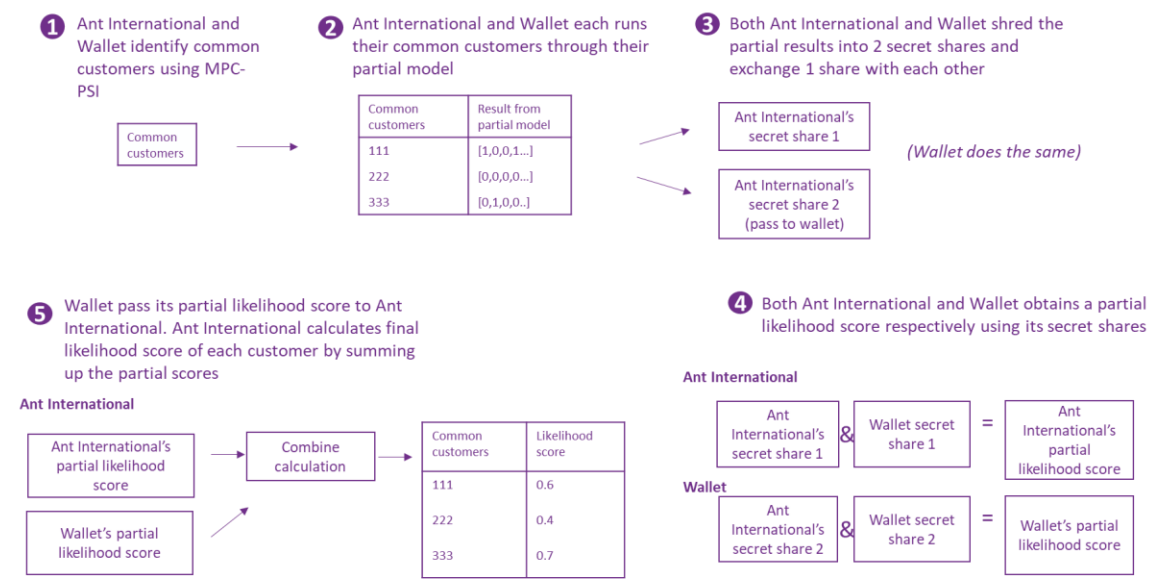 ❶ Ant International and
Wallet identify common
customers using MPC-
PSI
Common
customers
❷ Ant International and Wallet each runs
their common customers through their
partial model
Common
customers
Result from
partial model
111 [1,0,0,1...]
222 [0,0,0,0...]
333 [0,1,0,0..]
❸ Both Ant International and Wallet shred the
partial results into 2 secret shares and
exchange 1 share with each other
Ant International’s
secret share 1
(Wallet does the same)
Ant International’s
secret share 2
(pass to wallet)
❹ Both Ant International and Wallet obtains a partial
likelihood score respectively using its secret shares
Ant International
Ant
International’s
secret share 1
&
Wallet secret
share 1
=
Ant
International’s
partial
likelihood score
Wallet
Ant
International’s
secret share 2
&
Wallet secret
share 2
=
Wallet’s partial
likelihood score
❺ Wallet pass its partial likelihood score to Ant
International. Ant International calculates final
likelihood score of each customer by summing
up the partial scores
Ant International
Ant International’s
partial likelihood
score
Wallet’s partial
likelihood score
Combine
calculation
Common
customers
Likelihood
score
111 0.6
222 0.4
333 0.7